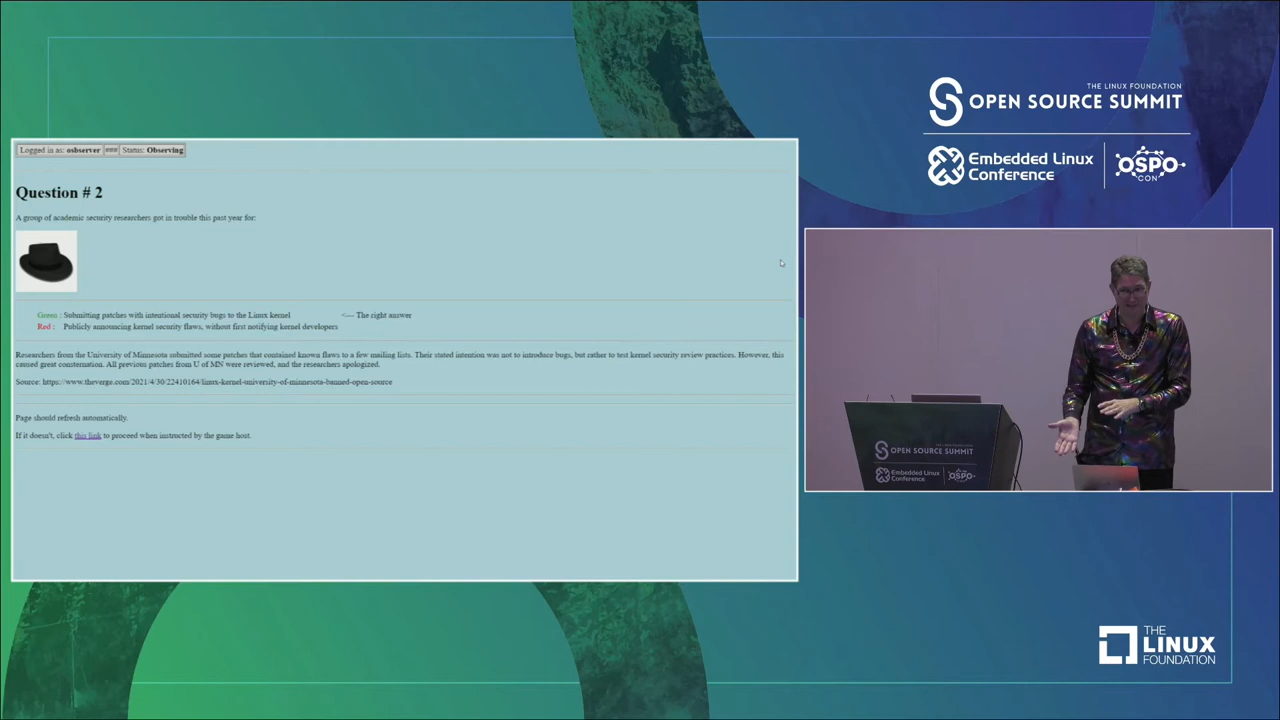 THE LINUX FOUNDATION
OPEN SOURCE SUMMIT
Embedded Linux
Conference
OSPO
CON
Logged in as: osbserver ### Status: Observing
Question # 2
A group of academic security researchers got in trouble this past year for:
Green : Submitting patches with intentional security bugs to the Linux kernel <--- The right answer
Red : Publicly announcing kernel security flaws, without first notifying kernel developers
Researchers from the University of Minnesota submitted some patches that contained known flaws to a few mailing lists. Their stated intention was not to introduce bugs, but rather to test kernel security review practices. However, this
caused great consternation. All previous patches from U of MN were reviewed, and the researchers apologized.
Source: https://www.theverge.com/2021/4/30/22410164/linux-kernel-university-of-minnesota-banned-open-source
Page should refresh automatically.
If it doesn't, click this link to proceed when instructed by the game host.
OPEN SOURCE SUMMIT
Embedded Linux
Conference
OSPO
CON
THE
LINUX
FOUNDATION